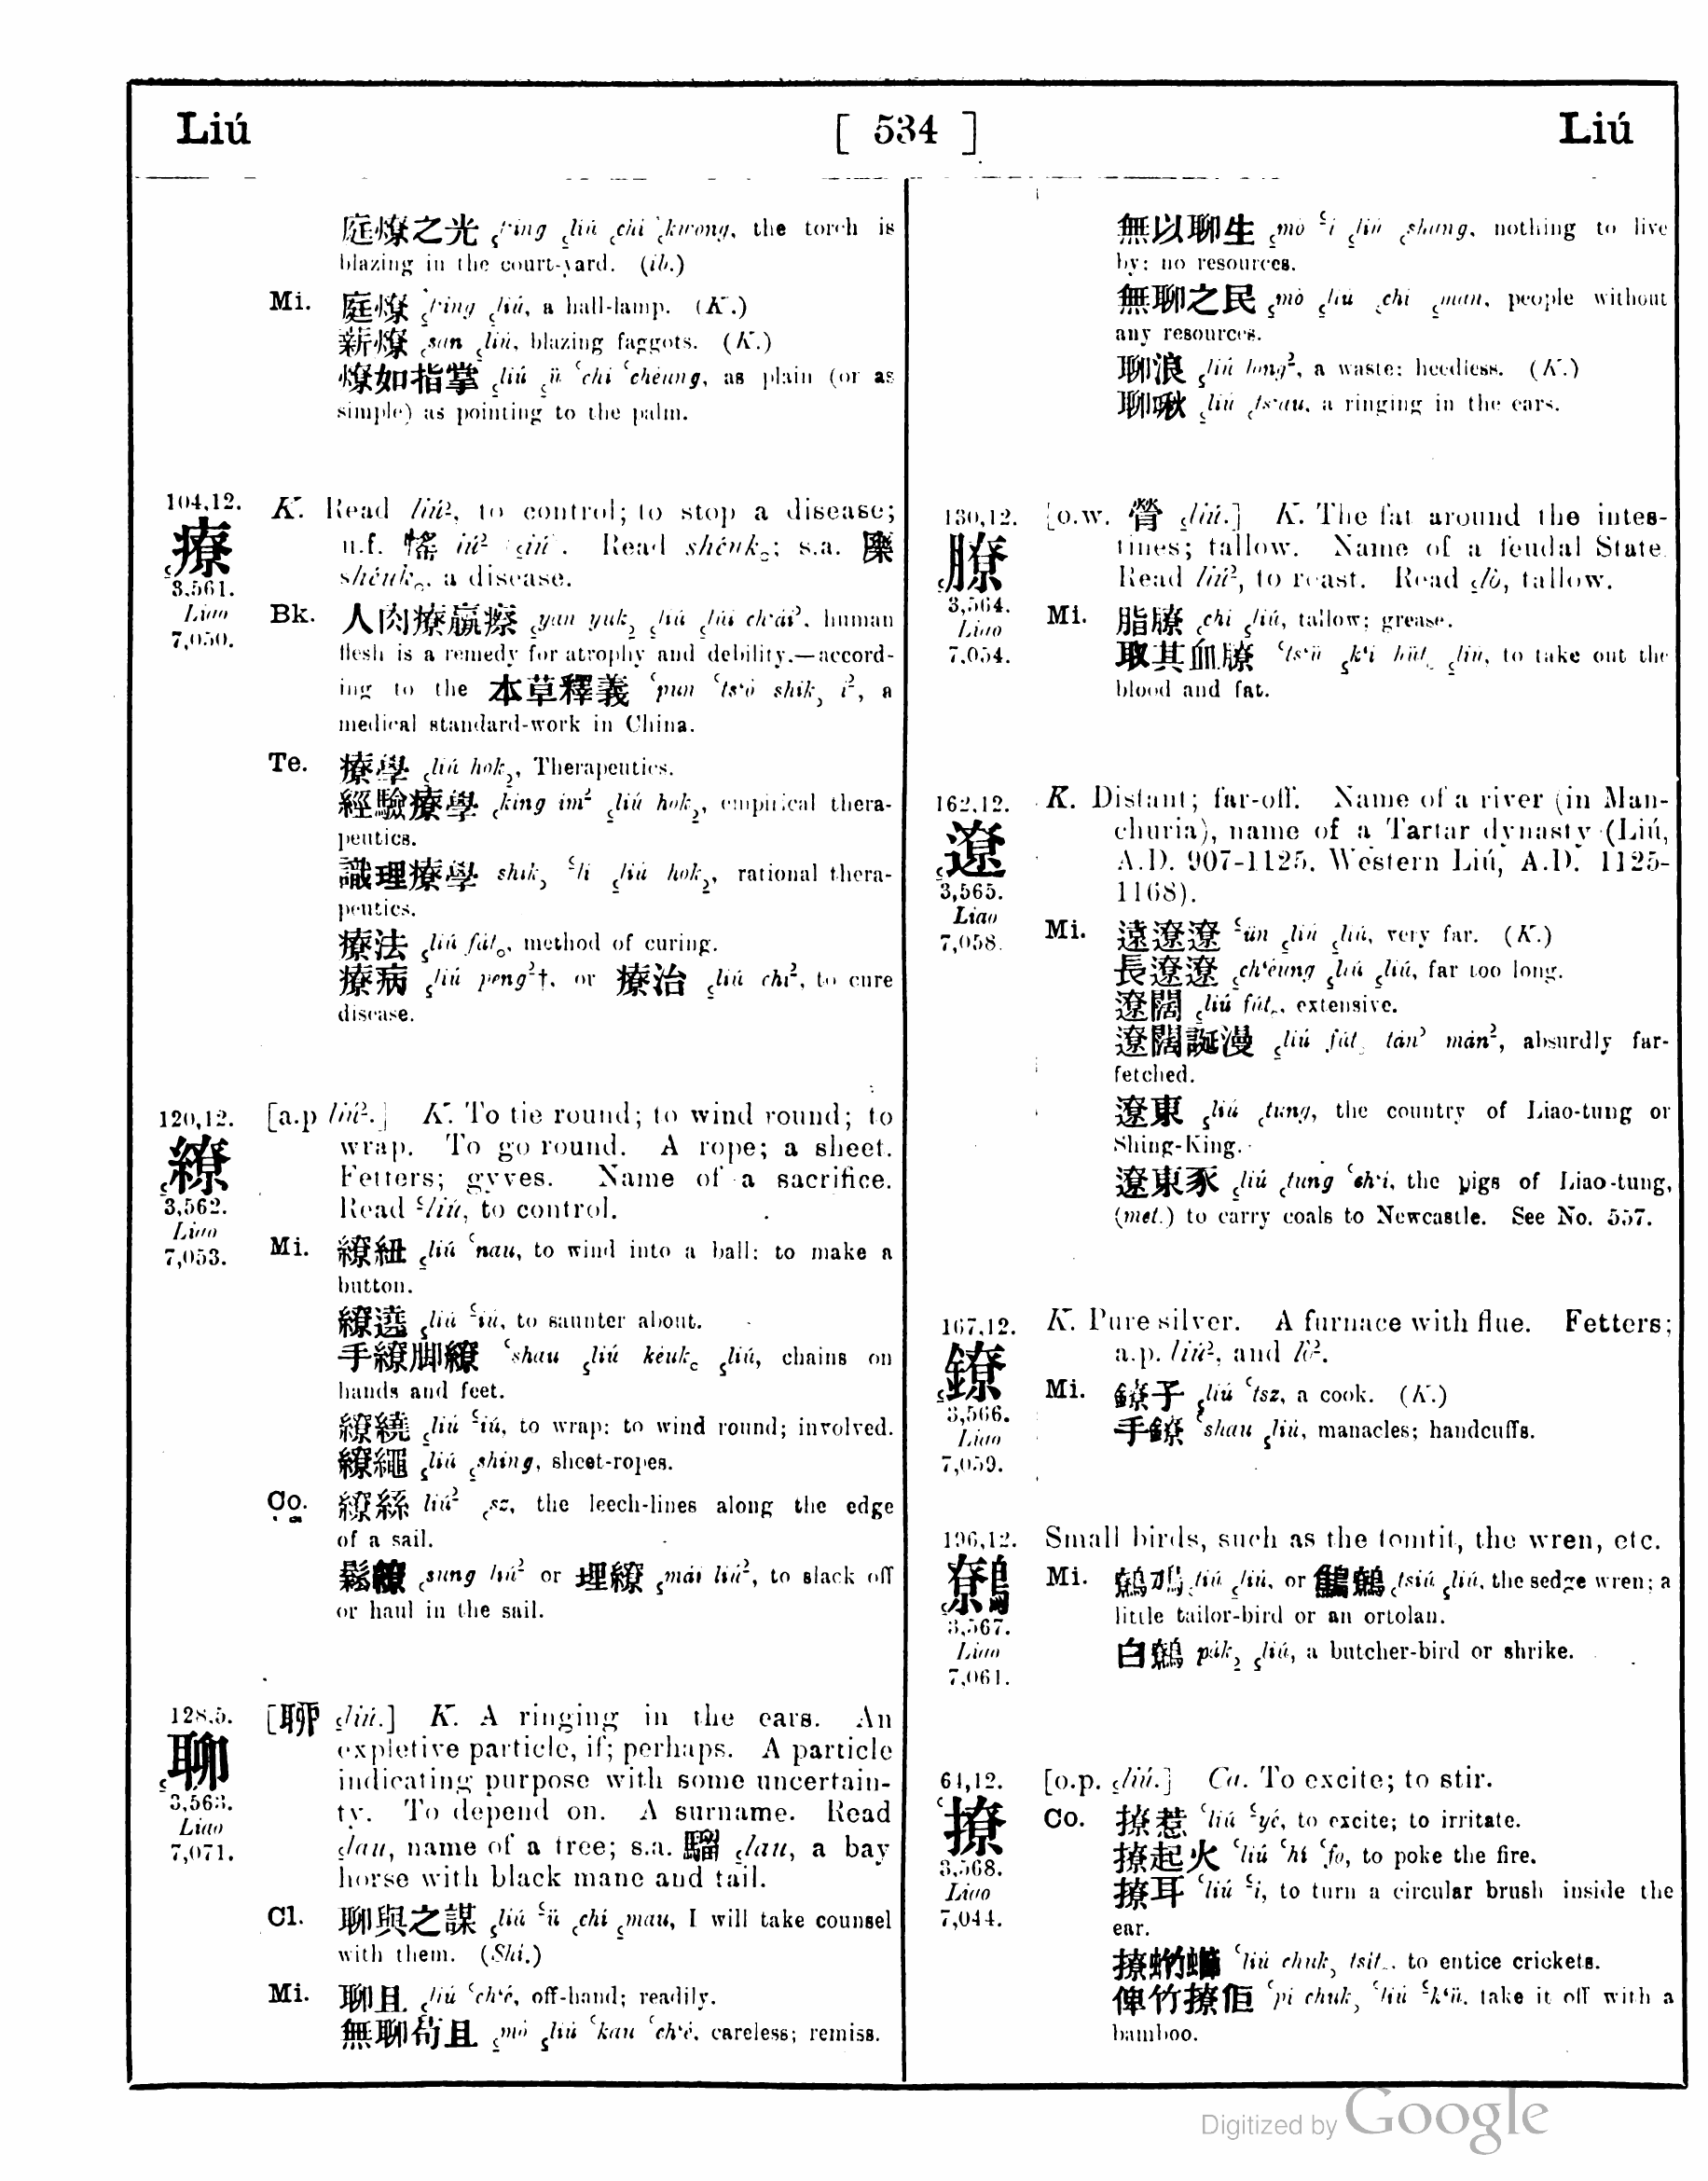 Liú [ 534 ] Liú
庭燎之光 ꜁t‘ing ꜁liú ꜀chi ꜀kwong, the torch is
blazing in the court-yard. (ib.)
Mi. 庭燎 ꜁t‘ing ꜁liú, a hall-lamp. (K.)
薪燎 ꜀san ꜁liú, blazing faggots. (K.)
燎如指掌 ꜁liú ꜁ü ꜂chi ꜂chéung, as plain (or as
simple) as pointing to the palm.
104,12. K. Read liú², to control; to stop a disease;
療 u.f. liú² ꜁liú. Read shéuk꜀; s.a.
3,561. shéuk꜀, a disease.
Liao
7,050.
Bk. 人肉療羸瘵 ꜁yan yuk꜇ ꜁liú ꜁lúi ch‘ái꜄, human
flesh is a remedy for atrophy and debility.—accord-
ing to the 本草釋義 ꜂pun ꜂ts‘ò shik꜆ í², a
medical standard-work in China.
Te. 療學 ꜁liú hok꜇, Therapeutics.
經驗療學 ꜀king im² ꜁liú hok꜇, empirical thera-
peutics.
識理療學 shik꜆ ꜃li ꜁liú hok꜇, rational thera-
peutics.
療法 ꜁liú fát꜀, method of curing.
療病 ꜁liú peng²†, or 療治 ꜁liú chi², to cure
disease.
120,12. [a.p liú².] K. To tie round; to wind round; to
繚 wrap. To go round. A rope; a sheet.
3,562. Fetters; gyves. Name of a sacrifice.
Liao Read ꜃liú, to control.
7,053.
Mi. 繚紐 ꜁liú ꜂nau, to wind into a ball: to make a
button.
繚遶 ꜁liú ꜃iú, to saunter about.
手繚脚繚 ꜂shau ꜁liú kéuk꜀ ꜁liú, chains on
hands and feet.
繚繞 ꜁liú ꜃iú, to wrap: to wind round; involved.
繚繩 ꜁liú ꜁shing, sheet-ropes.
Co. 繚絲 liú² ꜀sz, the leech-lines along the edge
of a sail.
鬆繚 ꜀sung liú² or 埋繚 ꜁mái liú², to slack off
or haul in the sail.
128,5. [聊 ꜁liú.] K. A ringing in the ears. An
聊 expletive particle, if; perhaps. A particle
3,563. indicating purpose with some uncertain-
Liao ty. To depend on. A surname. Read
7,071. ꜁lau, name of a tree; s.a. 騮 ꜁lau, a bay
horse with black mane and tail.
Cl. 聊與之謀 ꜁liú ꜃ü ꜀chi ꜁mau, I will take counsel
with them. (Shi.)
Mi. 聊且 ꜁liú ꜂ch‘é, off-hand; readily.
無聊苟且 ꜁mò ꜁liú ꜂kau ꜂ch‘é, careless; remiss.
無以聊生 ꜁mò ꜃i ꜁liú ꜀shang, nothing to live
by; no resources.
無聊之民 ꜁mò ꜁liú ꜀chi ꜁man, people without
any resources.
聊浪 ꜁liú long², a waste: heedless. (K.)
聊啾 ꜁liú ꜀ts‘au, a ringing in the ears.
130,12. [o.w. 膋 ꜁liú.] K. The fat around the intes-
膫 tines; tallow. Name of a feudal State.
3,564. Read liú², to roast. Read ꜁lò, tallow.
Liao
7,054.
Mi. 脂膫 ꜀chi ꜁liú, tallow; grease.
取其血膫 ꜂ts‘ü ꜁k‘i hüt꜀ ꜁liú, to take out the
blood and fat.
162,12. K. Distant; far-off. Name of a river (in Man-
遼 churia), name of a Tartar dynasty (Liú,
3,565. A.D. 907-1125. Western Liú, A.D. 1125-
Liao 1168).
7,058.
Mi. 遠遼遼 ꜃ün ꜁liú ꜁liú, very far. (K.)
長遼遼 ꜁ch‘éung ꜁liú ꜁liú, far too long.
遼闊 ꜁liú fút꜀, extensive.
遼闊誕漫 ꜁liú fút꜀ tán꜄ mán², absurdly far-
fetched.
遼東 ꜁liú ꜀tung, the country of Liao-tung or
Shing-King.
遼東豕 ꜁liú ꜀tung ꜂ch‘i, the pigs of Liao-tung,
(met.) to carry coals to Newcastle. See No. 557.
167,12. K. Pure silver. A furnace with flue. Fetters;
鐐 a.p. liú², and lò².
3,566.
Liao
7,059.
Mi. 鐐子 ꜁liú ꜂tsz, a cook. (K.)
手鐐 ꜂shau ꜁liú, manacles; handcuffs.
196,12. Small birds, such as the tomtit, the wren, etc.
鷯
3,567.
Liao
7,061.
Mi. ꜀tiú ꜁liú, or 鷦鷯 ꜀tsiú ꜁liú, the sedge wren; a
little tailor-bird or an ortolan.
白鷯 pák꜇ ꜁liú, a butcher-bird or shrike.
64,12. [o.p. ꜁liú.] Ca. To excite; to stir.
撩
3,568.
Liao
7,044.
Co. 撩惹 ꜂liú ꜃yé, to excite; to irritate.
撩起火 ꜂liú ꜂hí ꜂fo, to poke the fire.
撩耳 ꜂liú ꜃i, to turn a circular brush inside the
ear.
꜂liú chuk꜆ tsit꜀, to entice crickets.
俾竹撩佢 ꜂pi chuk꜆ ꜂liú ꜃k‘ü, take it off with a
bamboo.
Digitized by Google